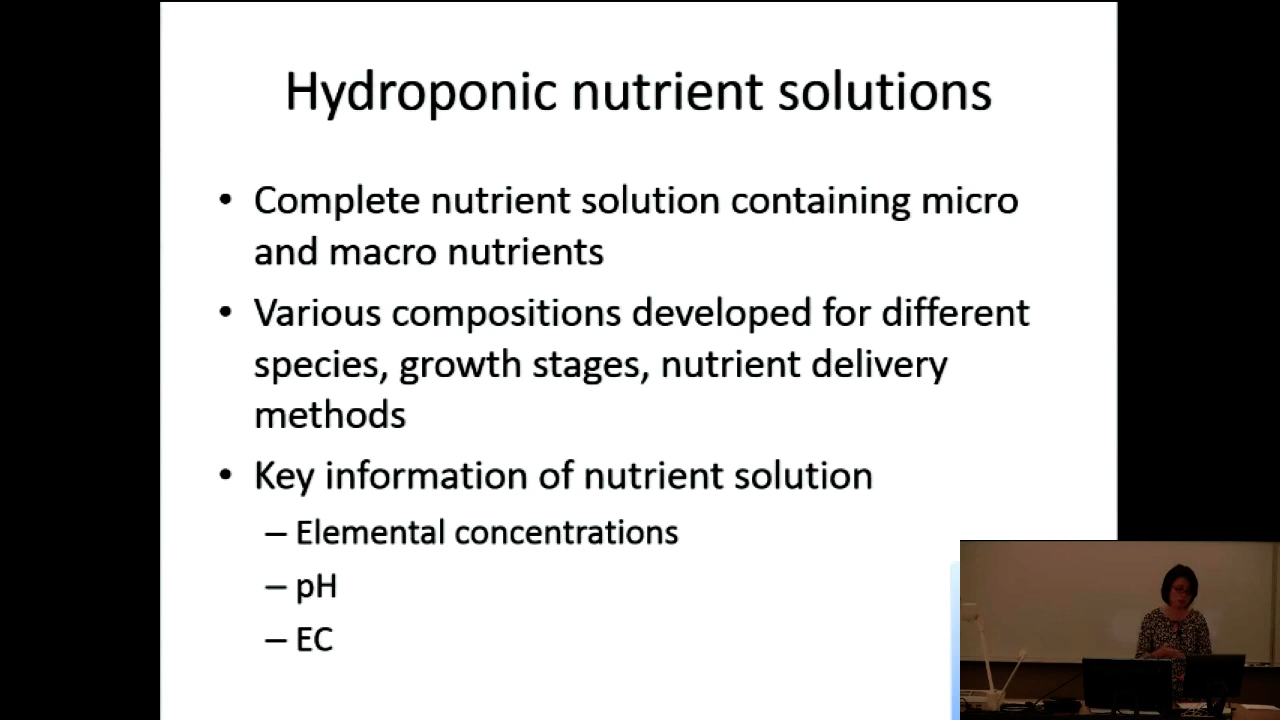 Hydroponic nutrient solutions
• Complete nutrient solution containing micro
and macro nutrients
• Various compositions developed for different
species, growth stages, nutrient delivery
methods
• Key information of nutrient solution
– Elemental concentrations
– pH
– EC